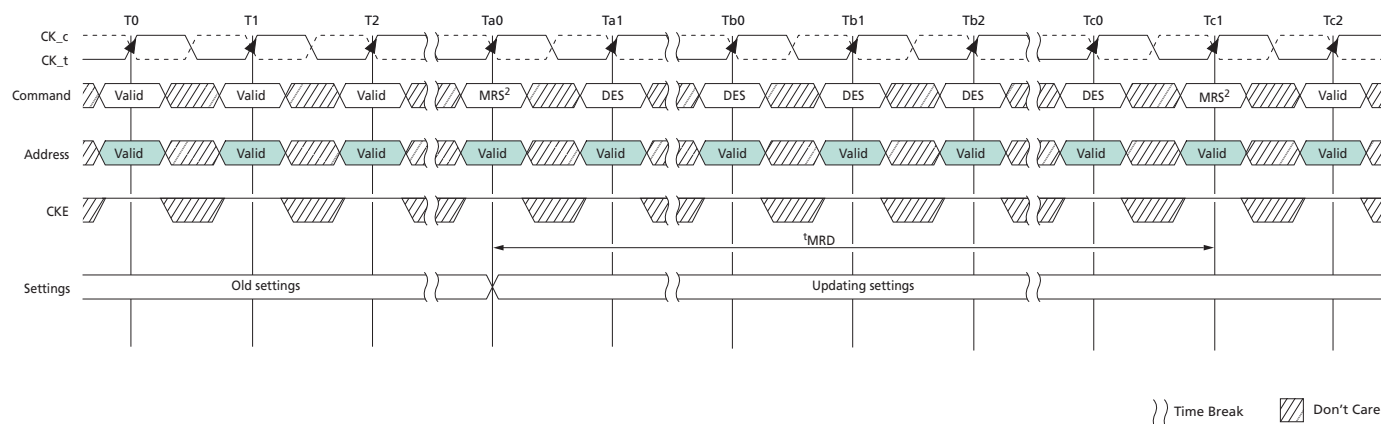 T0 T1 T2 Ta0 Ta1 Tb0 Tb1 Tb2 Tc0 Tc1 Tc2
CK_c
CK_t
Command Valid Valid Valid MRS² DES DES DES DES DES MRS² Valid
Address Valid Valid Valid Valid Valid Valid Valid Valid Valid Valid Valid
CKE
ᵗMRD
Settings Old settings Updating settings
Time Break Don't Care